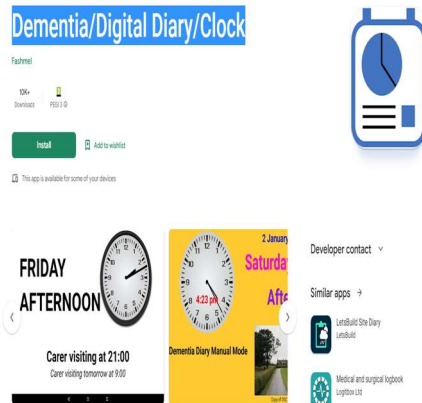 Dementia/Digital Diary/Clock
Fashmel
10K+
Downloads
PEGI 3
Install
Add to wishlist
This app is available for some of your devices
FRIDAY
AFTERNOON
Carer visiting at 21:00
Carer visiting tomorrow at 9:00
2 January
Saturda
4:23 pm
Afte
Dementia Diary Manual Mode
Developer contact
Similar apps
LetsBuild Site Diary
LetsBuild
Medical and surgical logbook
Logitbox Ltd